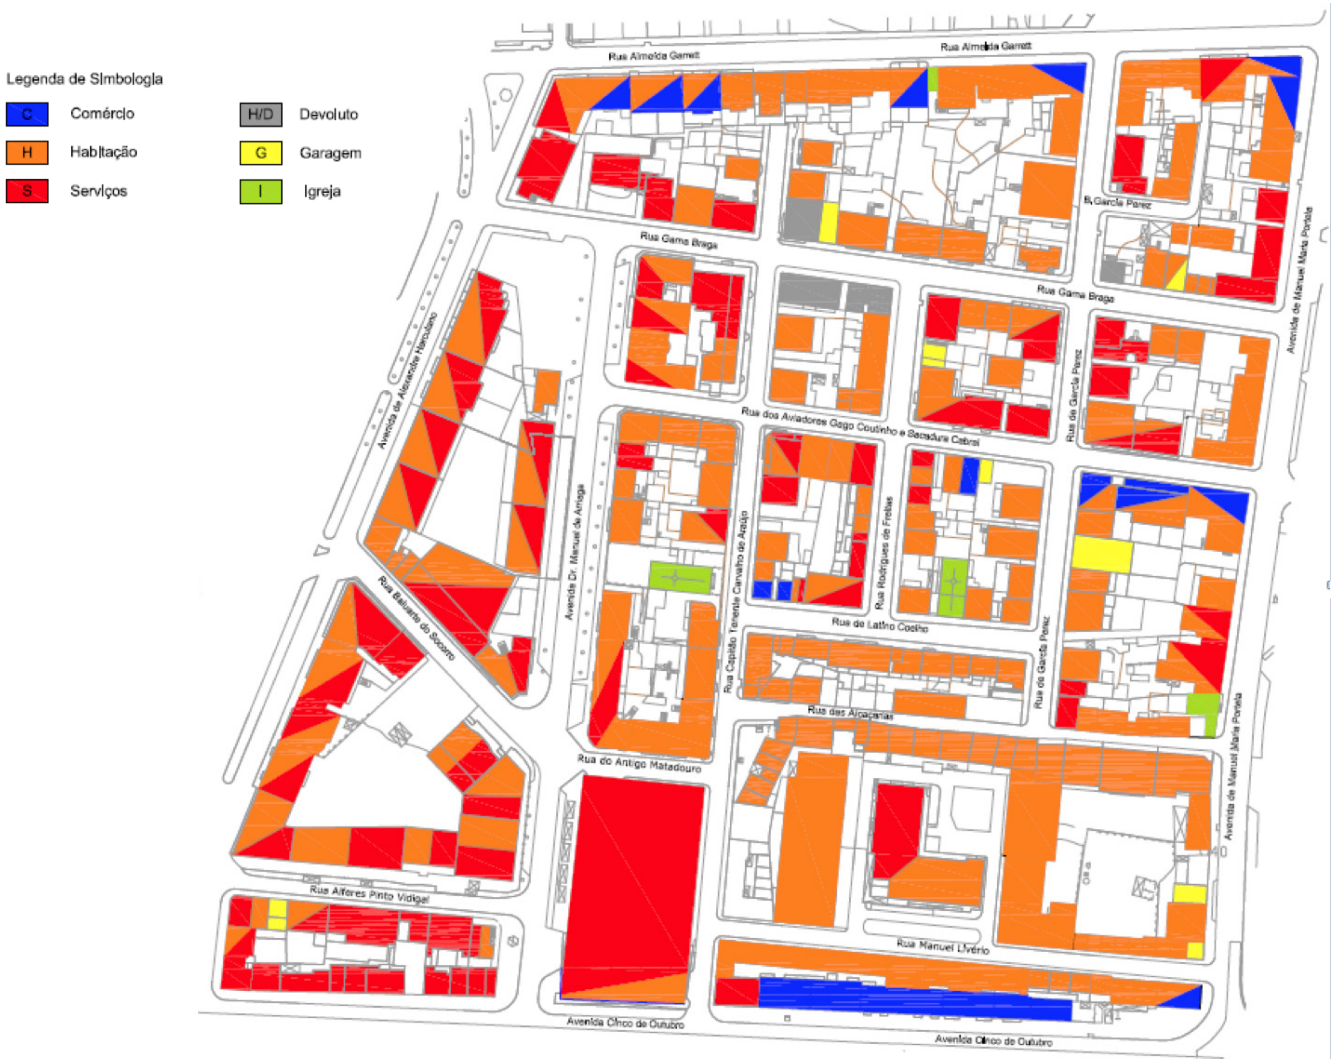 Rua Almeida Garrett
Rua Almeida Garrett
Legenda de Simbologia
C Comércio
H/D Devoluto
H Habitação
G Garagem
S Serviços
I Igreja
B.García Perez
Rua Gama Braga
Rua Gama Braga
Avenida de Manuel Maria Portela
Avenida de Alexandre Herculano
Rua de García Perez
Rua dos Aviadores Gago Coutinho e Sacadura Cabral
Avenida Dr. Manuel de Arriaga
Rua Capitão Tenente Carvalho de Araújo
Rua Rodrigues de Freitas
Rua Baluarte do Socorro
Rua de Latino Coelho
Rua de García Perez
Rua das Alcaçarias
Avenida de Manuel Maria Portela
Rua do Antigo Matadouro
Rua Alferes Pinto Vidigal
Rua Manuel Livério
Avenida Cinco de Outubro
Avenida Cinco de Outubro